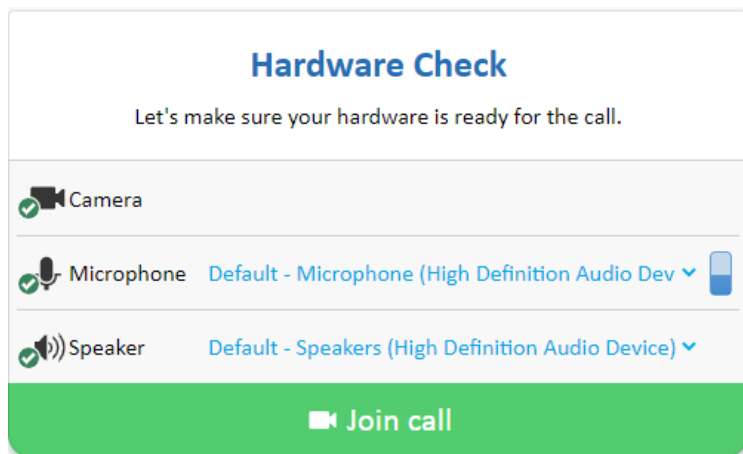 Hardware Check
Let's make sure your hardware is ready for the call.
Camera
Microphone Default - Microphone (High Definition Audio Dev
Speaker Default - Speakers (High Definition Audio Device)
Join call